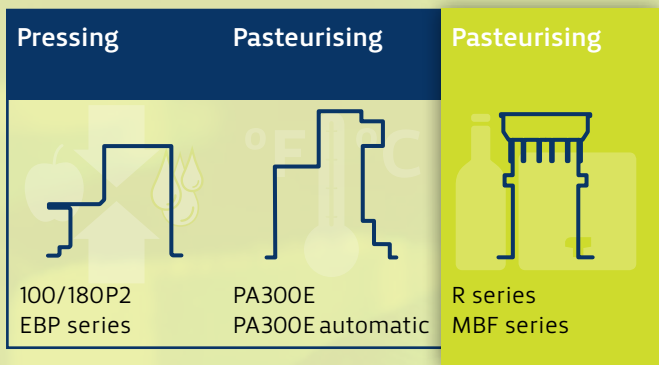 Pressing
100/180P2
EBP series
Pasteurising
°F °C
PA300E
PA300E automatic
Pasteurising
R series
MBF series